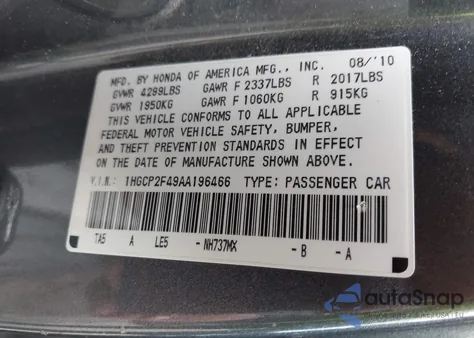 MFD. BY HONDA OF AMERICA MFG., INC. 08/'10
GVWR 4299LBS GAWR F 2337LBS R 2017LBS
GVWR 1950KG GAWR F 1060KG R 915KG
THIS VEHICLE CONFORMS TO ALL APPLICABLE
FEDERAL MOTOR VEHICLE SAFETY, BUMPER,
AND THEFT PREVENTION STANDARDS IN EFFECT ON
THE DATE OF MANUFACTURE SHOWN ABOVE.
V.I.N.: 1HGCP2F49AA196466 TYPE: PASSENGER CAR
TA5 A LE5 -NH737MX -B -A
autoSnap